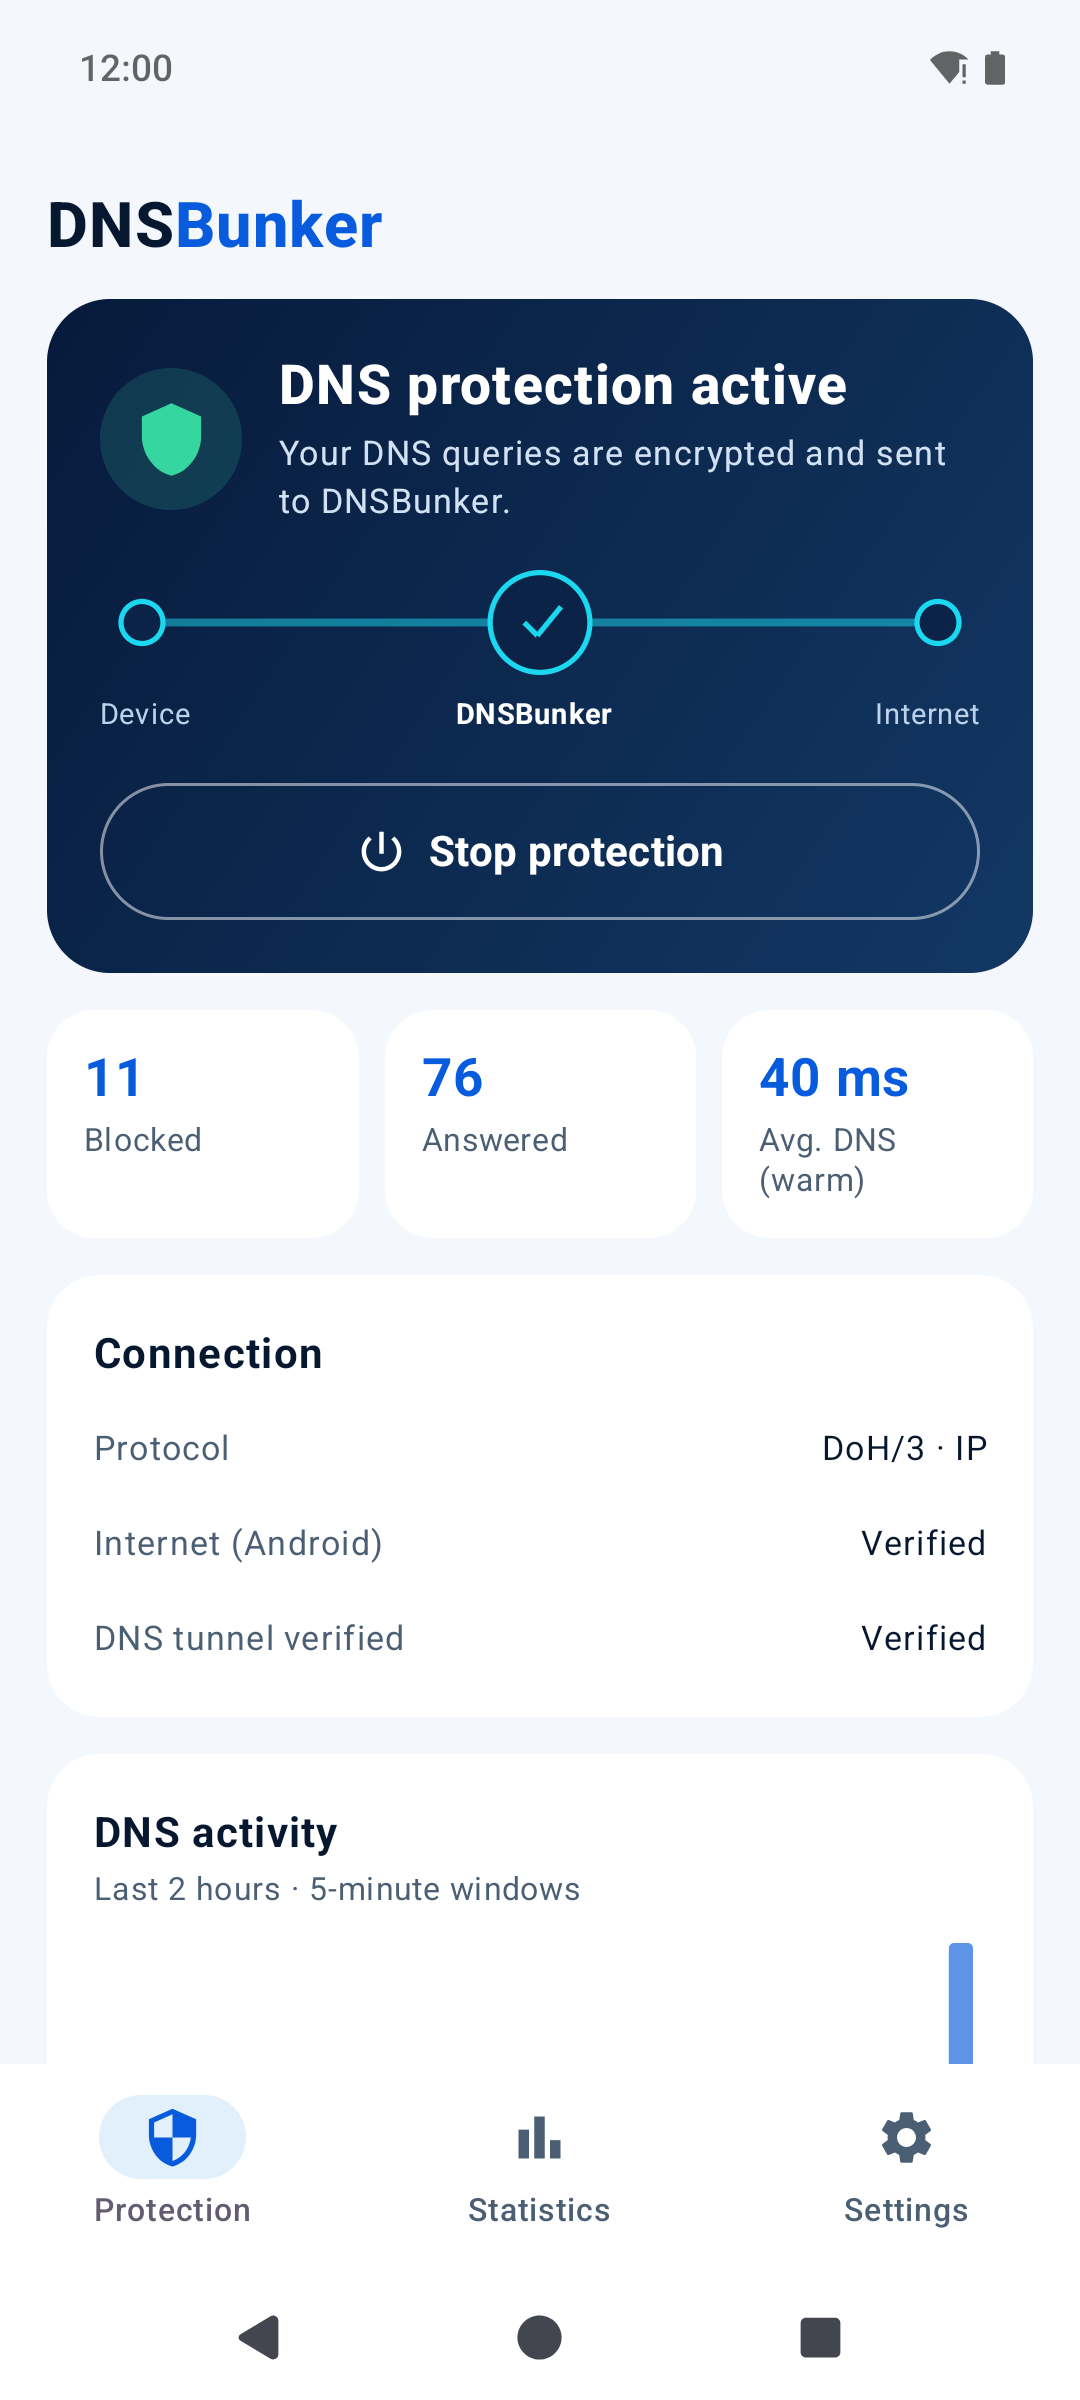 12:00
DNSBunker
DNS protection active
Your DNS queries are encrypted and sent
to DNSBunker.
Device
DNSBunker
Internet
Stop protection
11
Blocked
76
Answered
40 ms
Avg. DNS
(warm)
Connection
Protocol
DoH/3 · IP
Internet (Android)
Verified
DNS tunnel verified
Verified
DNS activity
Last 2 hours · 5-minute windows
Protection
Statistics
Settings